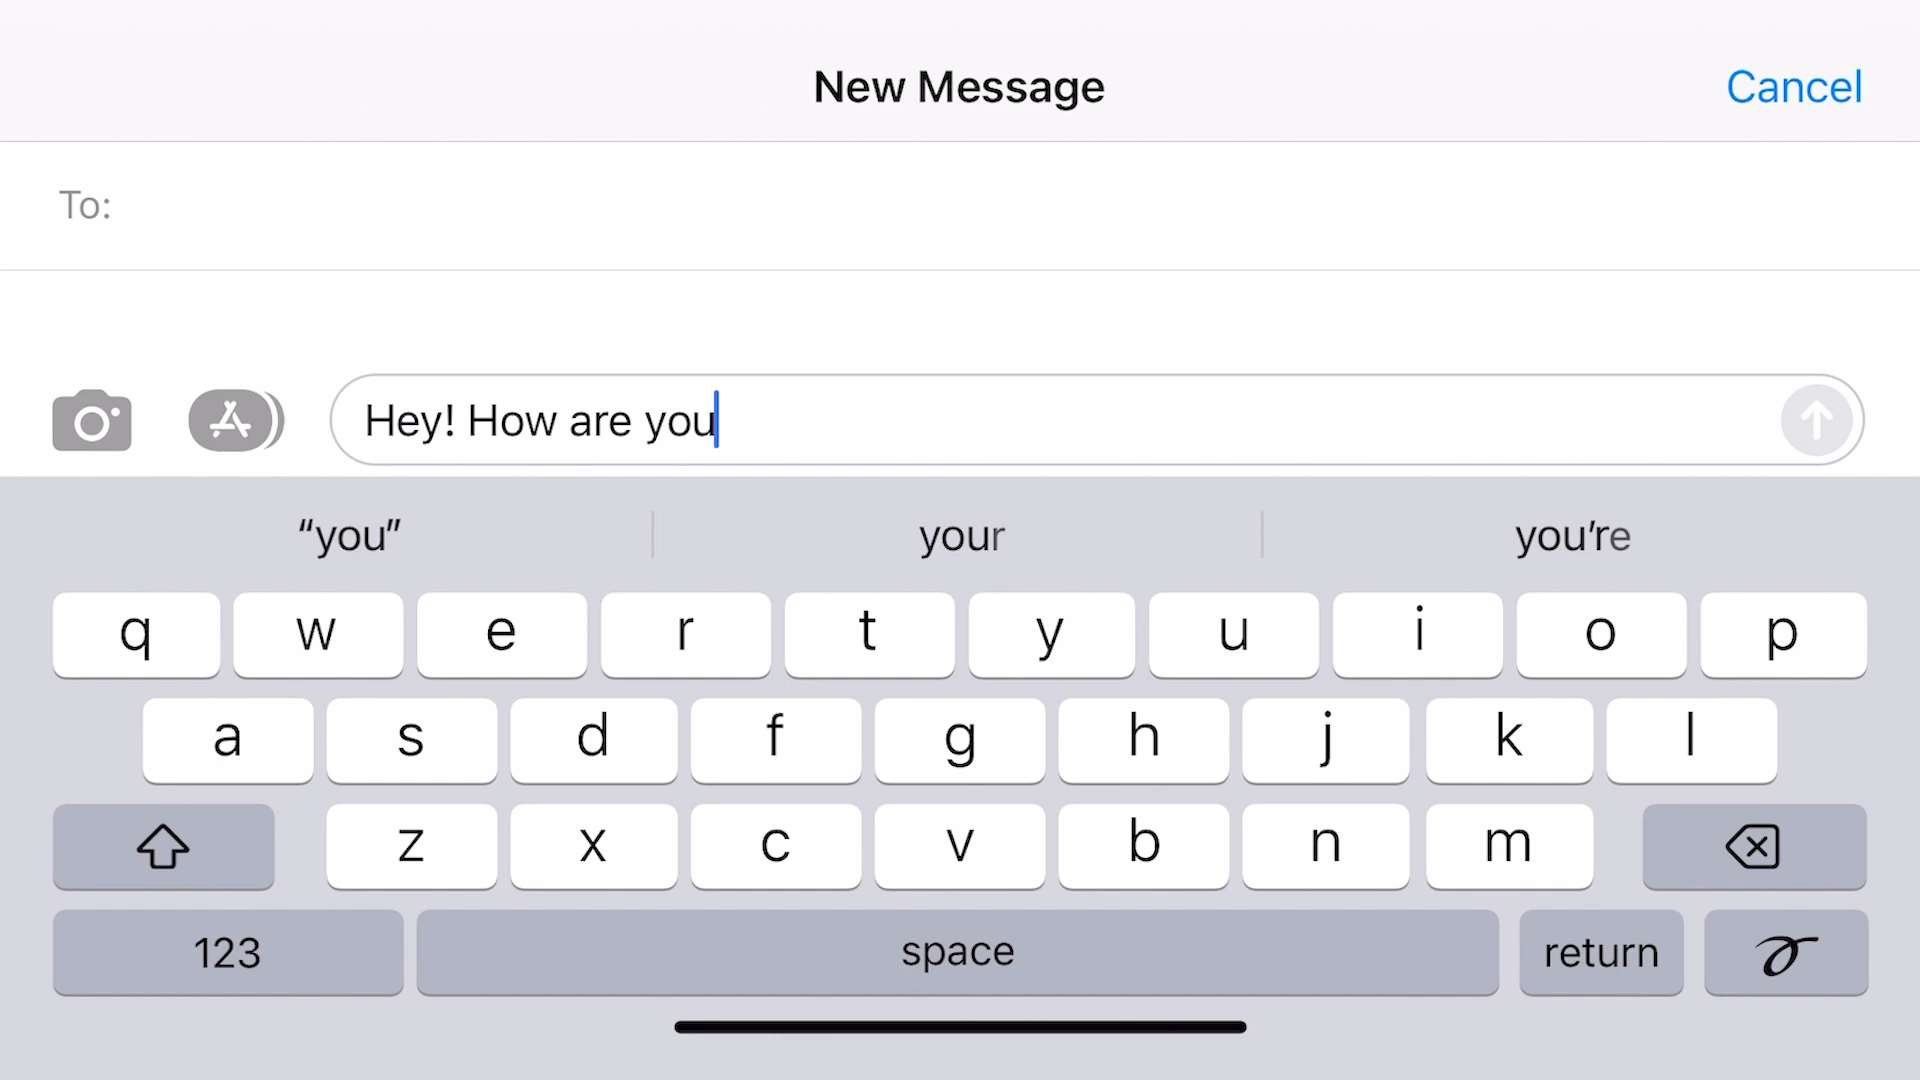 New Message
Cancel
To:
Hey! How are you
“you”
your
you’re
q w e r t y u i o p
a s d f g h j k l
z x c v b n m
123
space
return